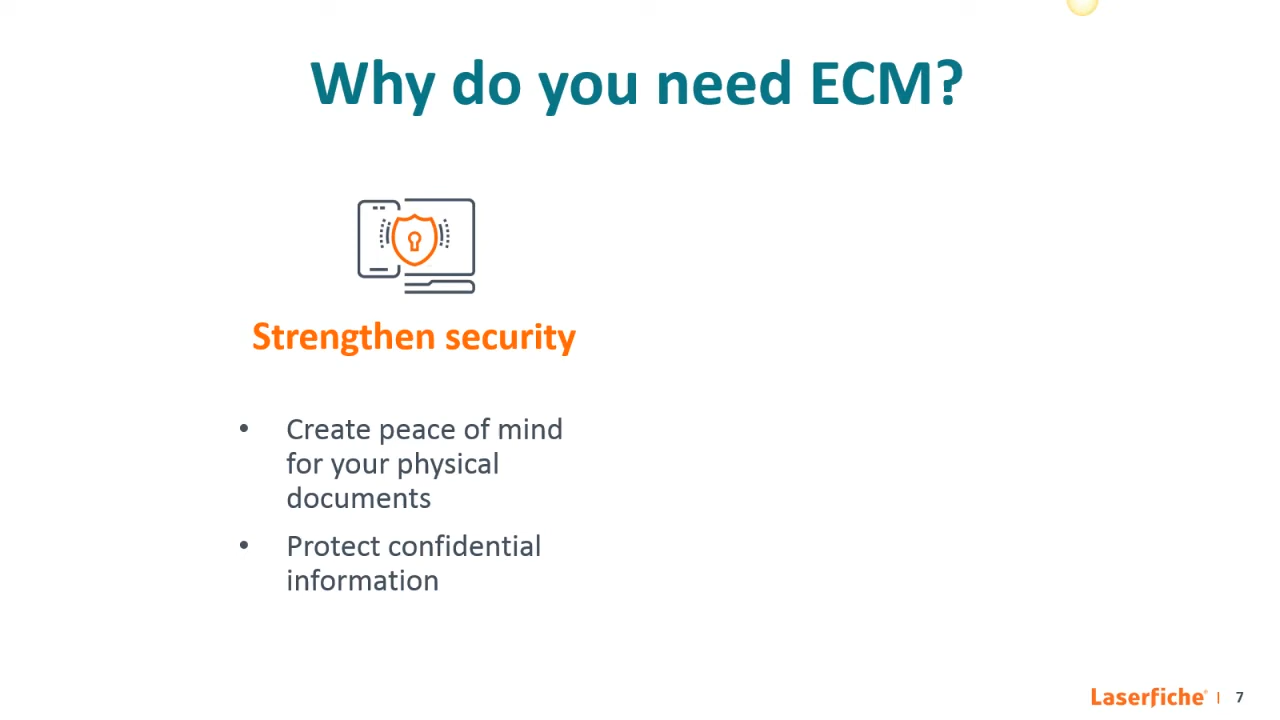 Why do you need ECM?
Strengthen security
• Create peace of mind
for your physical
documents
• Protect confidential
information
Laserfiche® | 7